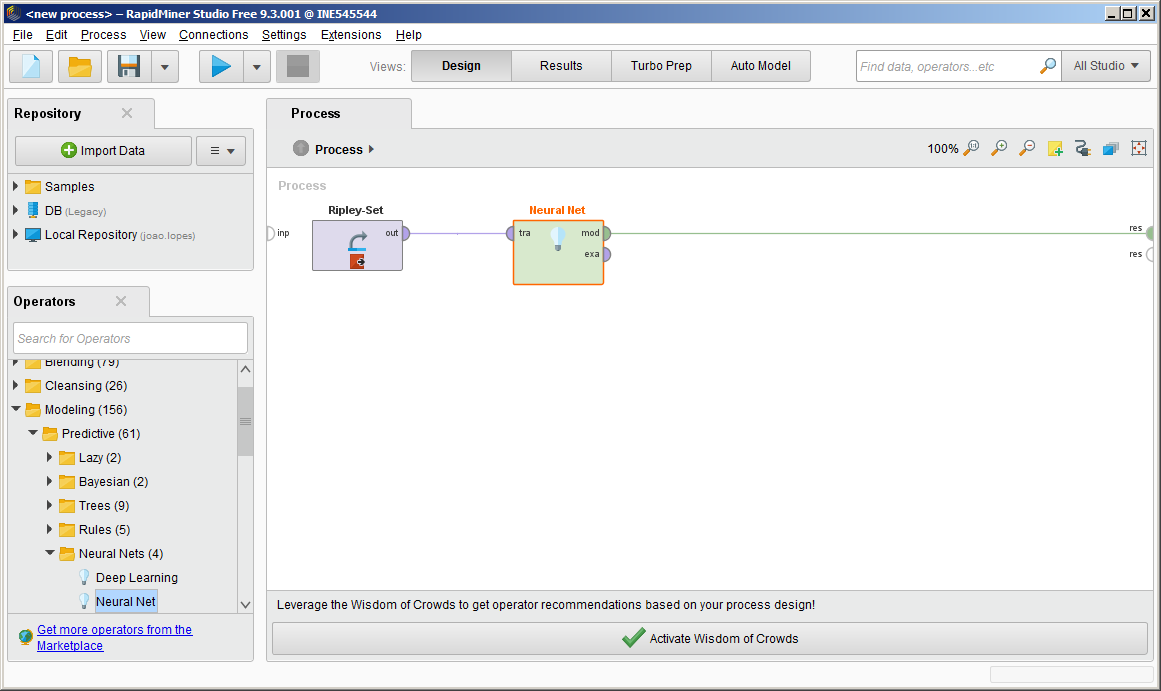 <new process> – RapidMiner Studio Free 9.3.001 @ INE545544
File Edit Process View Connections Settings Extensions Help
Views: Design Results Turbo Prep Auto Model Find data, operators...etc All Studio
Repository
Import Data
Samples
DB (Legacy)
Local Repository (joao.lopes)
Operators
Search for Operators
Blending (79)
Cleansing (26)
Modeling (156)
Predictive (61)
Lazy (2)
Bayesian (2)
Trees (9)
Rules (5)
Neural Nets (4)
Deep Learning
Neural Net
Get more operators from the
Marketplace
Process
Process 100%
Process
Ripley-Set Neural Net
inp out tra mod res
exa res
Leverage the Wisdom of Crowds to get operator recommendations based on your process design!
Activate Wisdom of Crowds